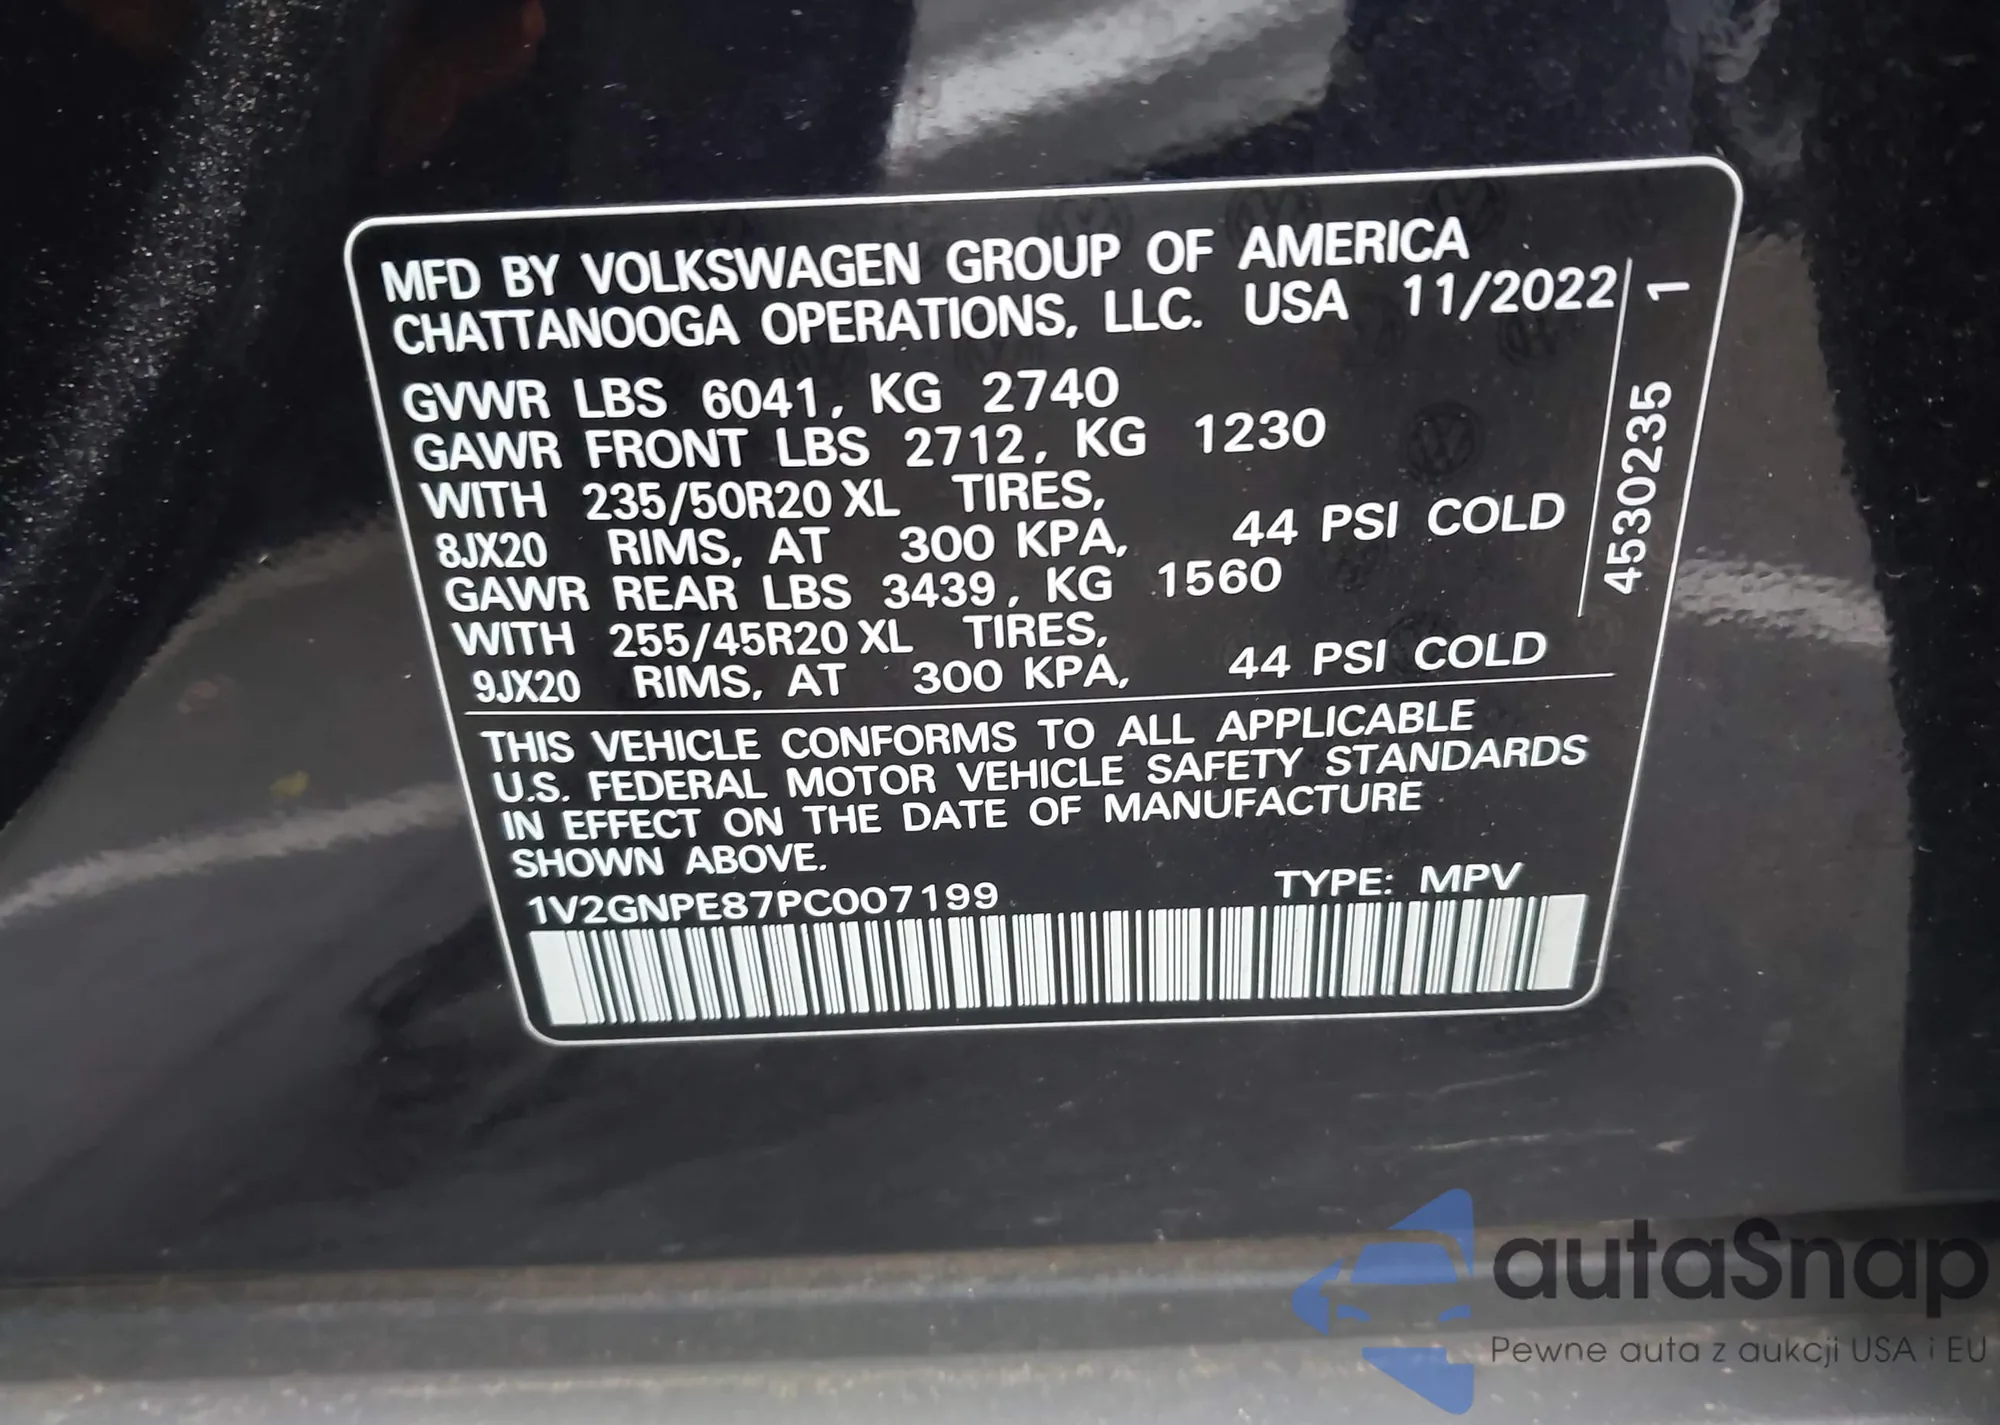 MFD BY VOLKSWAGEN GROUP OF AMERICA
CHATTANOOGA OPERATIONS, LLC. USA 11/2022
GVWR LBS 6041, KG 2740
GAWR FRONT LBS 2712, KG 1230
WITH 235/50R20 XL TIRES,
8JX20 RIMS, AT 300 KPA, 44 PSI COLD
GAWR REAR LBS 3439, KG 1560
WITH 255/45R20 XL TIRES,
9JX20 RIMS, AT 300 KPA, 44 PSI COLD
45302351
THIS VEHICLE CONFORMS TO ALL APPLICABLE
U.S. FEDERAL MOTOR VEHICLE SAFETY STANDARDS
IN EFFECT ON THE DATE OF MANUFACTURE
SHOWN ABOVE.
1V2GNPE87PC007199 TYPE: MPV
autaSnap
Pewne auta z aukcji USA i EU